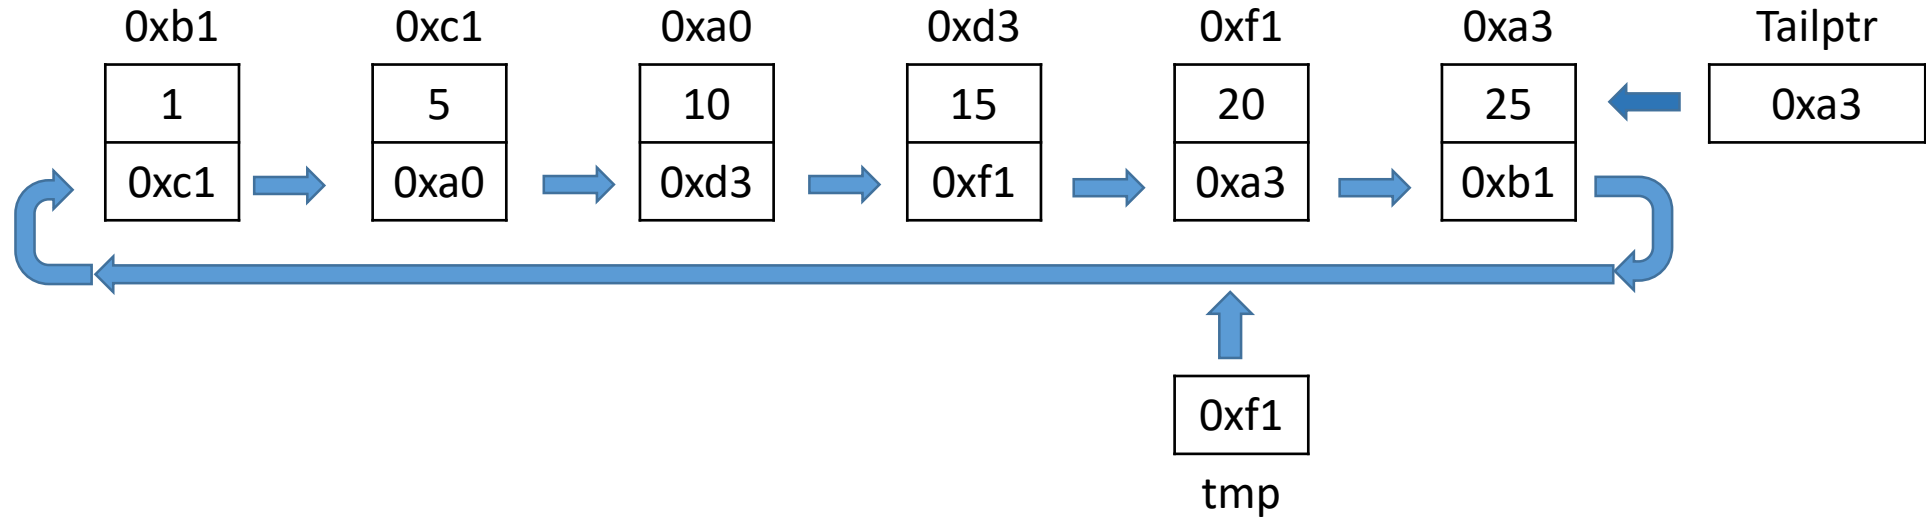 0xb1 0xc1 0xa0 0xd3 0xf1 0xa3 Tailptr
1 5 10 15 20 25 0xa3
0xc1 0xa0 0xd3 0xf1 0xa3 0xb1
0xf1
tmp